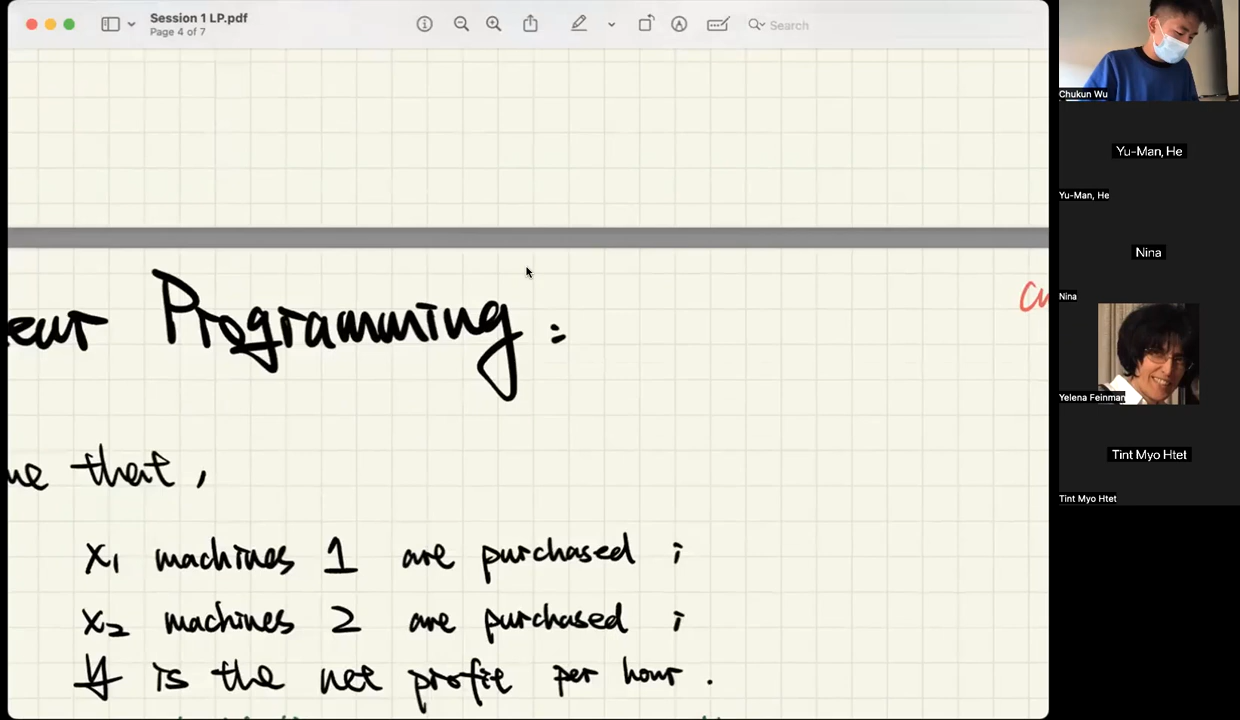 Session 1 LP.pdf
Page 4 of 7
Search
ear Programming :
me that ,
x₁ machines 1 are purchased ;
x₂ machines 2 are purchased ;
y is the net profit per hour .
Chukun Wu
Yu-Man, He
Yu-Man, He
Nina
Nina
Yelena Feinman
Tint Myo Htet
Tint Myo Htet